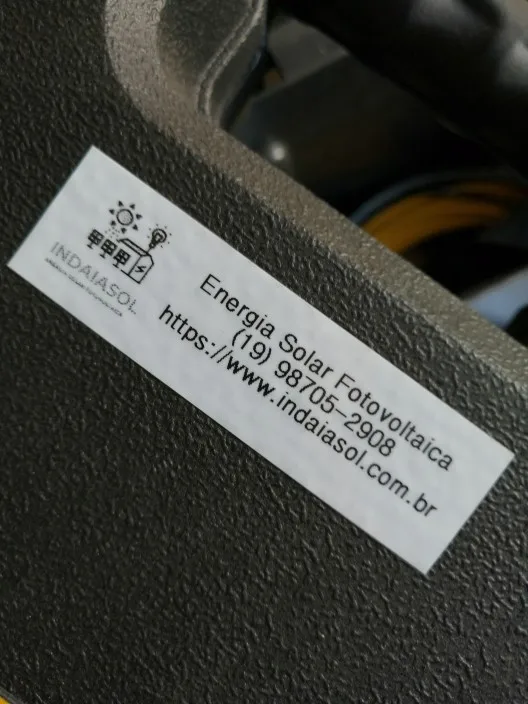 INDAIASOL
Energia Solar Fotovoltaica
(19) 98705-2908
https://www.indaiasol.com.br